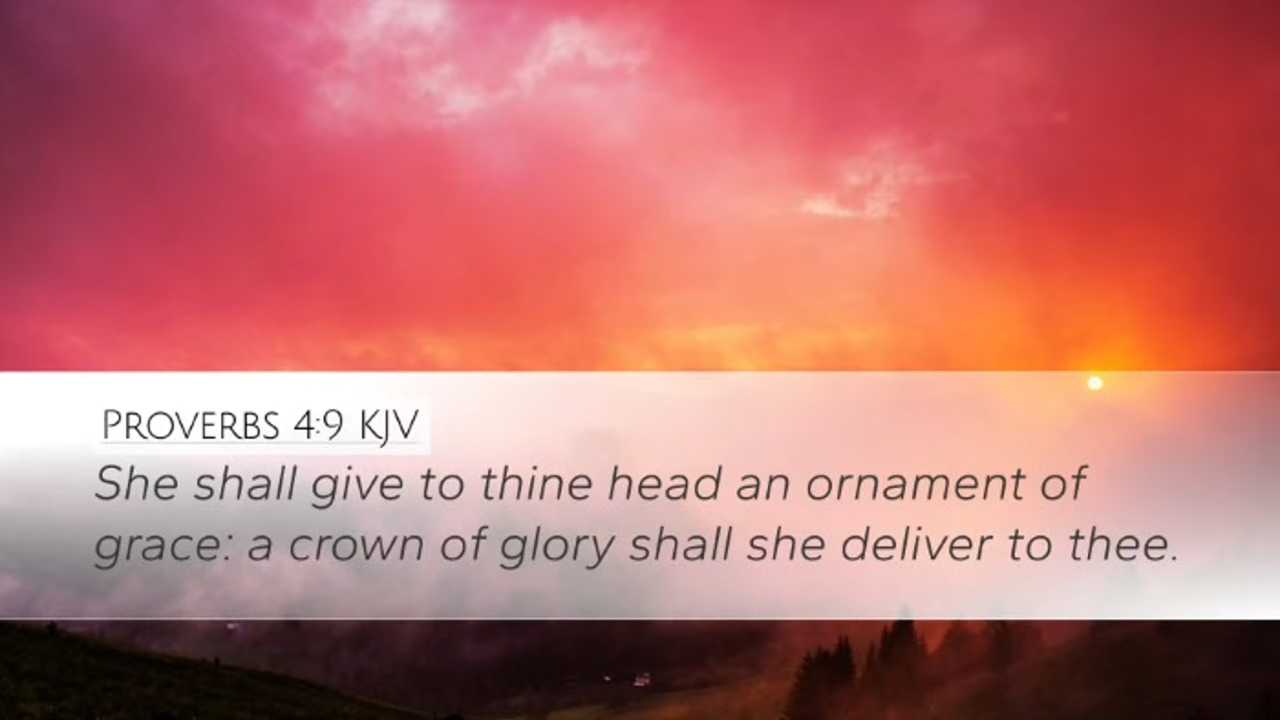 Proverbs 4:9 KJV
She shall give to thine head an ornament of
grace: a crown of glory shall she deliver to thee.